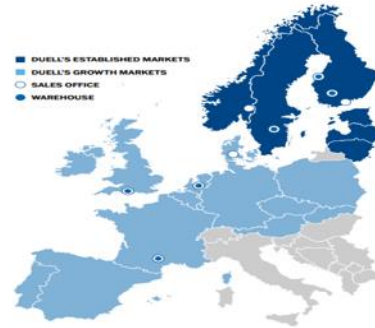 DUELL'S ESTABLISHED MARKETS
DUELL'S GROWTH MARKETS
SALES OFFICE
WAREHOUSE